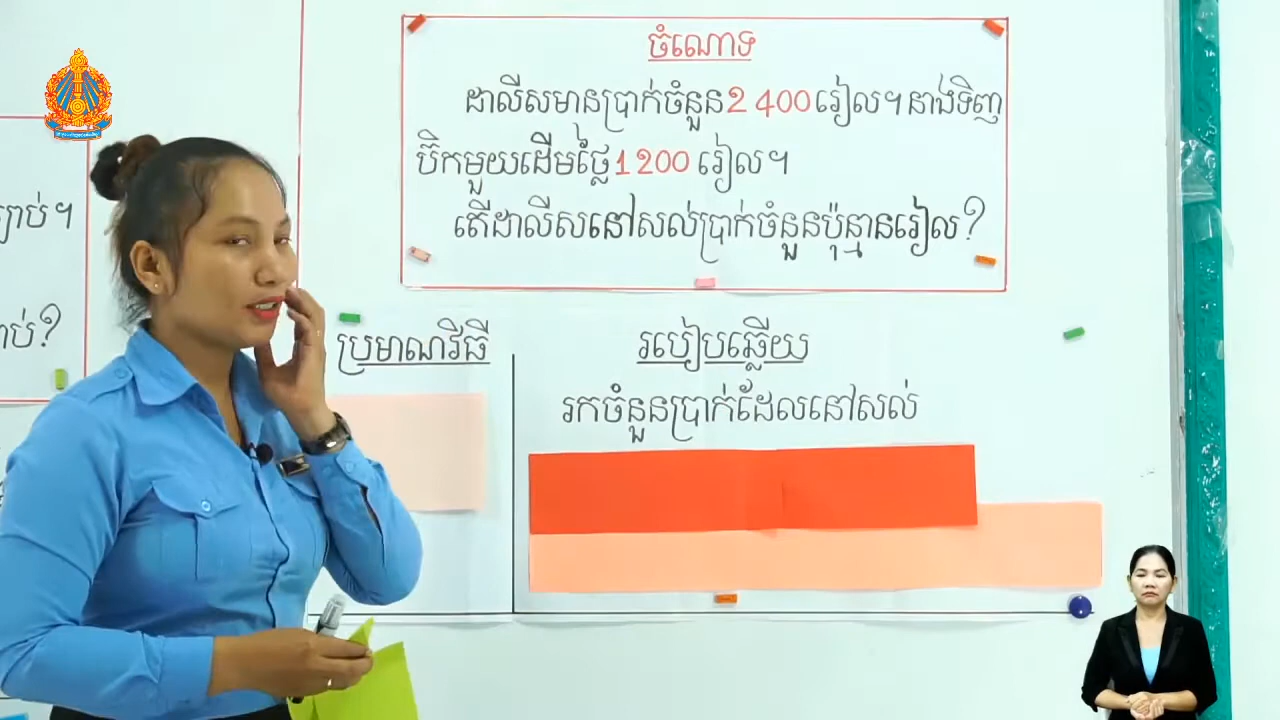 ចំណោទ
ដាលីសមានប្រាក់ចំនួន 2 400 រៀល។ នាងទិញ
ប៊ិកមួយដើមថ្លៃ 1 200 រៀល។
តើដាលីសនៅសល់ប្រាក់ចំនួនប៉ុន្មានរៀល?
ប្រមាណវិធី
របៀបឆ្លើយ
រកចំនួនប្រាក់ដែលនៅសល់